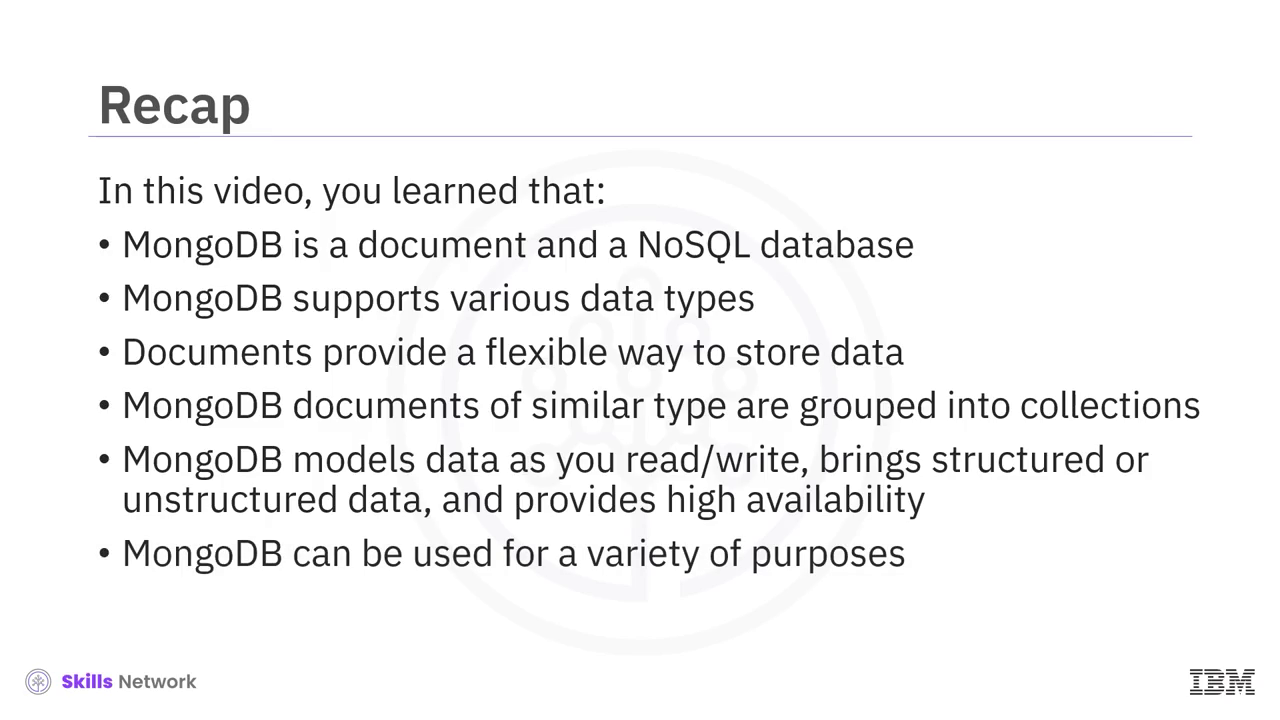 Recap
In this video, you learned that:
• MongoDB is a document and a NoSQL database
• MongoDB supports various data types
• Documents provide a flexible way to store data
• MongoDB documents of similar type are grouped into collections
• MongoDB models data as you read/write, brings structured or
unstructured data, and provides high availability
• MongoDB can be used for a variety of purposes
Skills Network
IBM